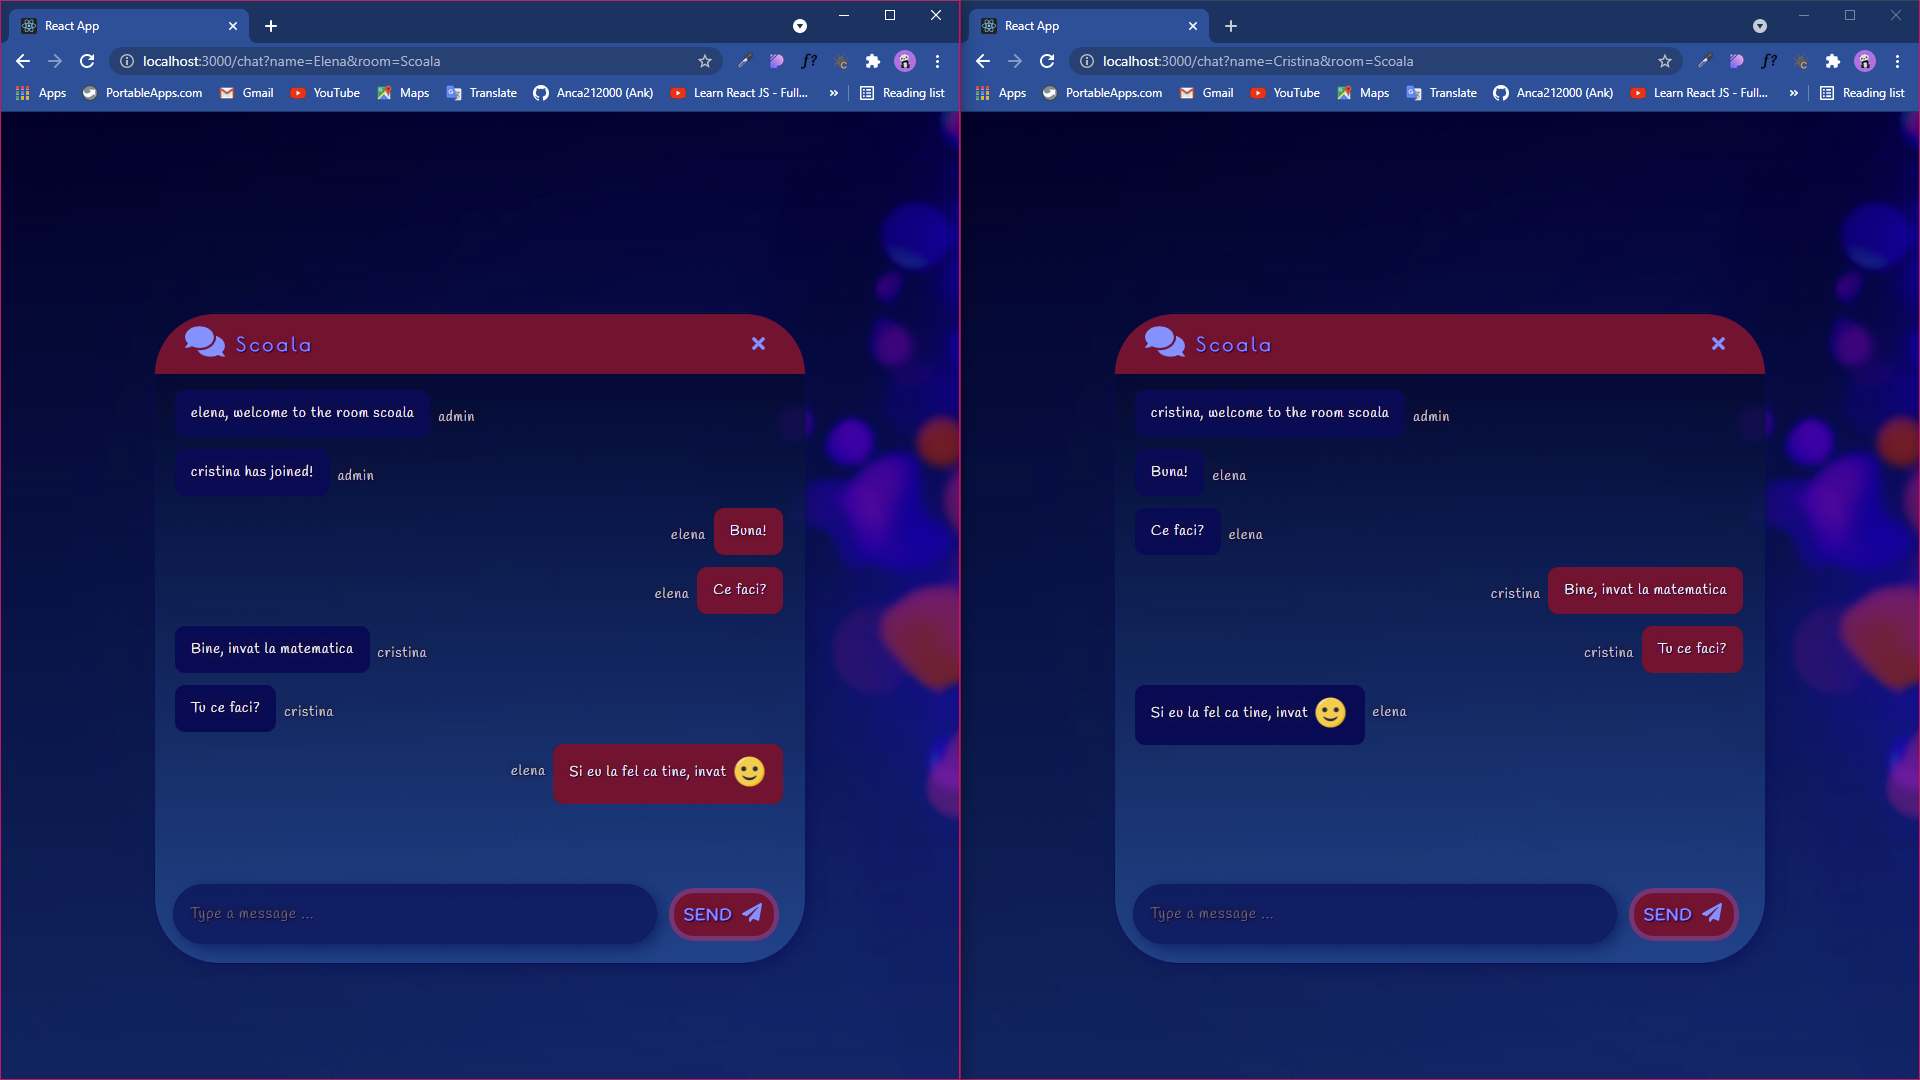 React App
localhost:3000/chat?name=Elena&room=Scoala
Apps PortableApps.com Gmail YouTube Maps Translate Anca212000 (Ank) Learn React JS - Full... » Reading list
Scoala
elena, welcome to the room scoala admin
cristina has joined! admin
elena Buna!
elena Ce faci?
Bine, invat la matematica cristina
Tu ce faci? cristina
elena Si eu la fel ca tine, invat 🙂
Type a message ... SEND
React App
localhost:3000/chat?name=Cristina&room=Scoala
Apps PortableApps.com Gmail YouTube Maps Translate Anca212000 (Ank) Learn React JS - Full... » Reading list
Scoala
cristina, welcome to the room scoala admin
Buna! elena
Ce faci? elena
cristina Bine, invat la matematica
cristina Tu ce faci?
Si eu la fel ca tine, invat 🙂 elena
Type a message ... SEND